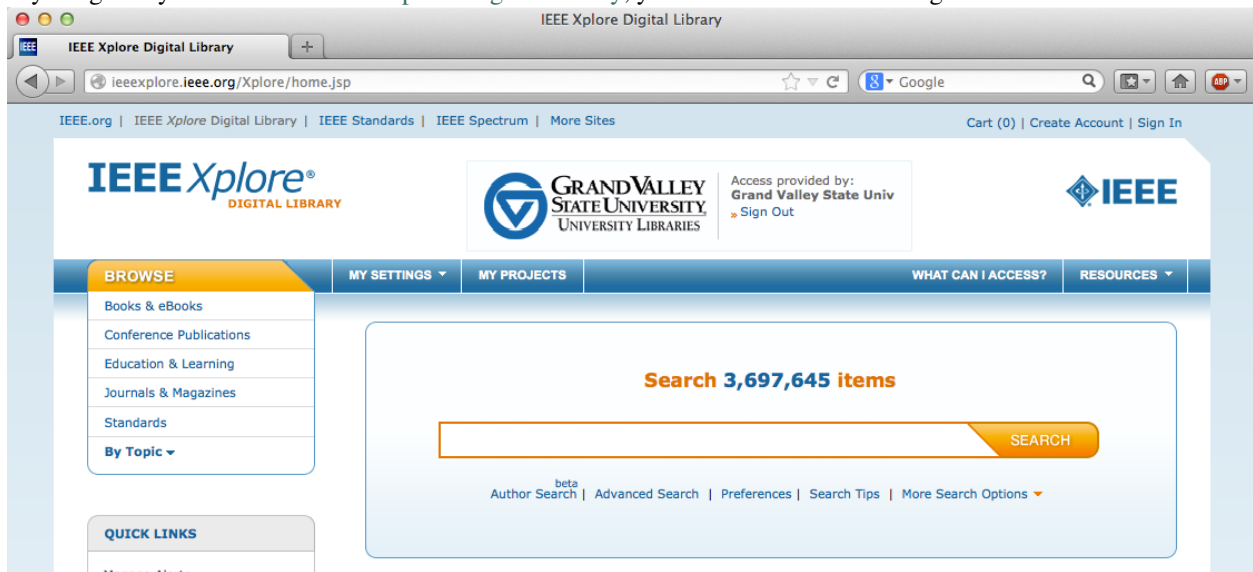 IEEE Xplore Digital Library
IEEE IEEE Xplore Digital Library +
ieeexplore.ieee.org/Xplore/home.jsp Google ABP
IEEE.org | IEEE Xplore Digital Library | IEEE Standards | IEEE Spectrum | More Sites Cart (0) | Create Account | Sign In
IEEE Xplore®
DIGITAL LIBRARY
GRAND VALLEY
STATE UNIVERSITY
UNIVERSITY LIBRARIES
Access provided by:
Grand Valley State Univ
» Sign Out
IEEE
BROWSE MY SETTINGS MY PROJECTS WHAT CAN I ACCESS? RESOURCES
Books & eBooks
Conference Publications
Education & Learning
Journals & Magazines
Standards
By Topic
Search 3,697,645 items
SEARCH
beta
Author Search | Advanced Search | Preferences | Search Tips | More Search Options
QUICK LINKS